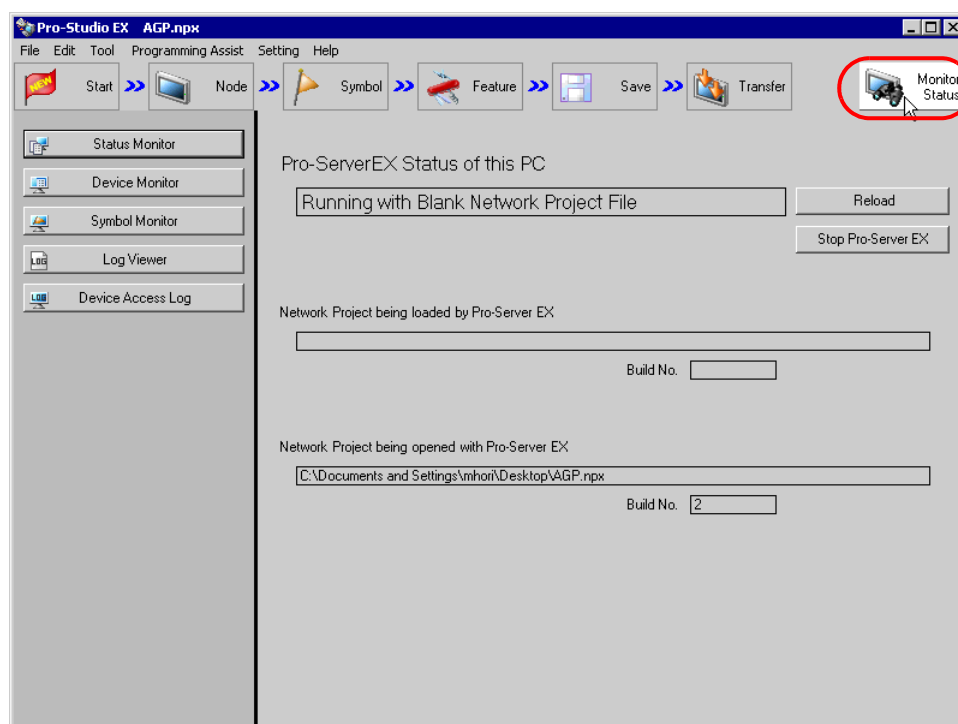 Pro-Studio EX AGP.npx
File Edit Tool Programming Assist Setting Help
NEW Start Node Symbol Feature Save Transfer Monitor
Status
Status Monitor
Device Monitor
Symbol Monitor
LOG Log Viewer
LOG Device Access Log
Pro-ServerEX Status of this PC
Running with Blank Network Project File
Reload
Stop Pro-Server EX
Network Project being loaded by Pro-Server EX
Build No.
Network Project being opened with Pro-Server EX
C:\Documents and Settings\mhori\Desktop\AGP.npx
Build No. 2